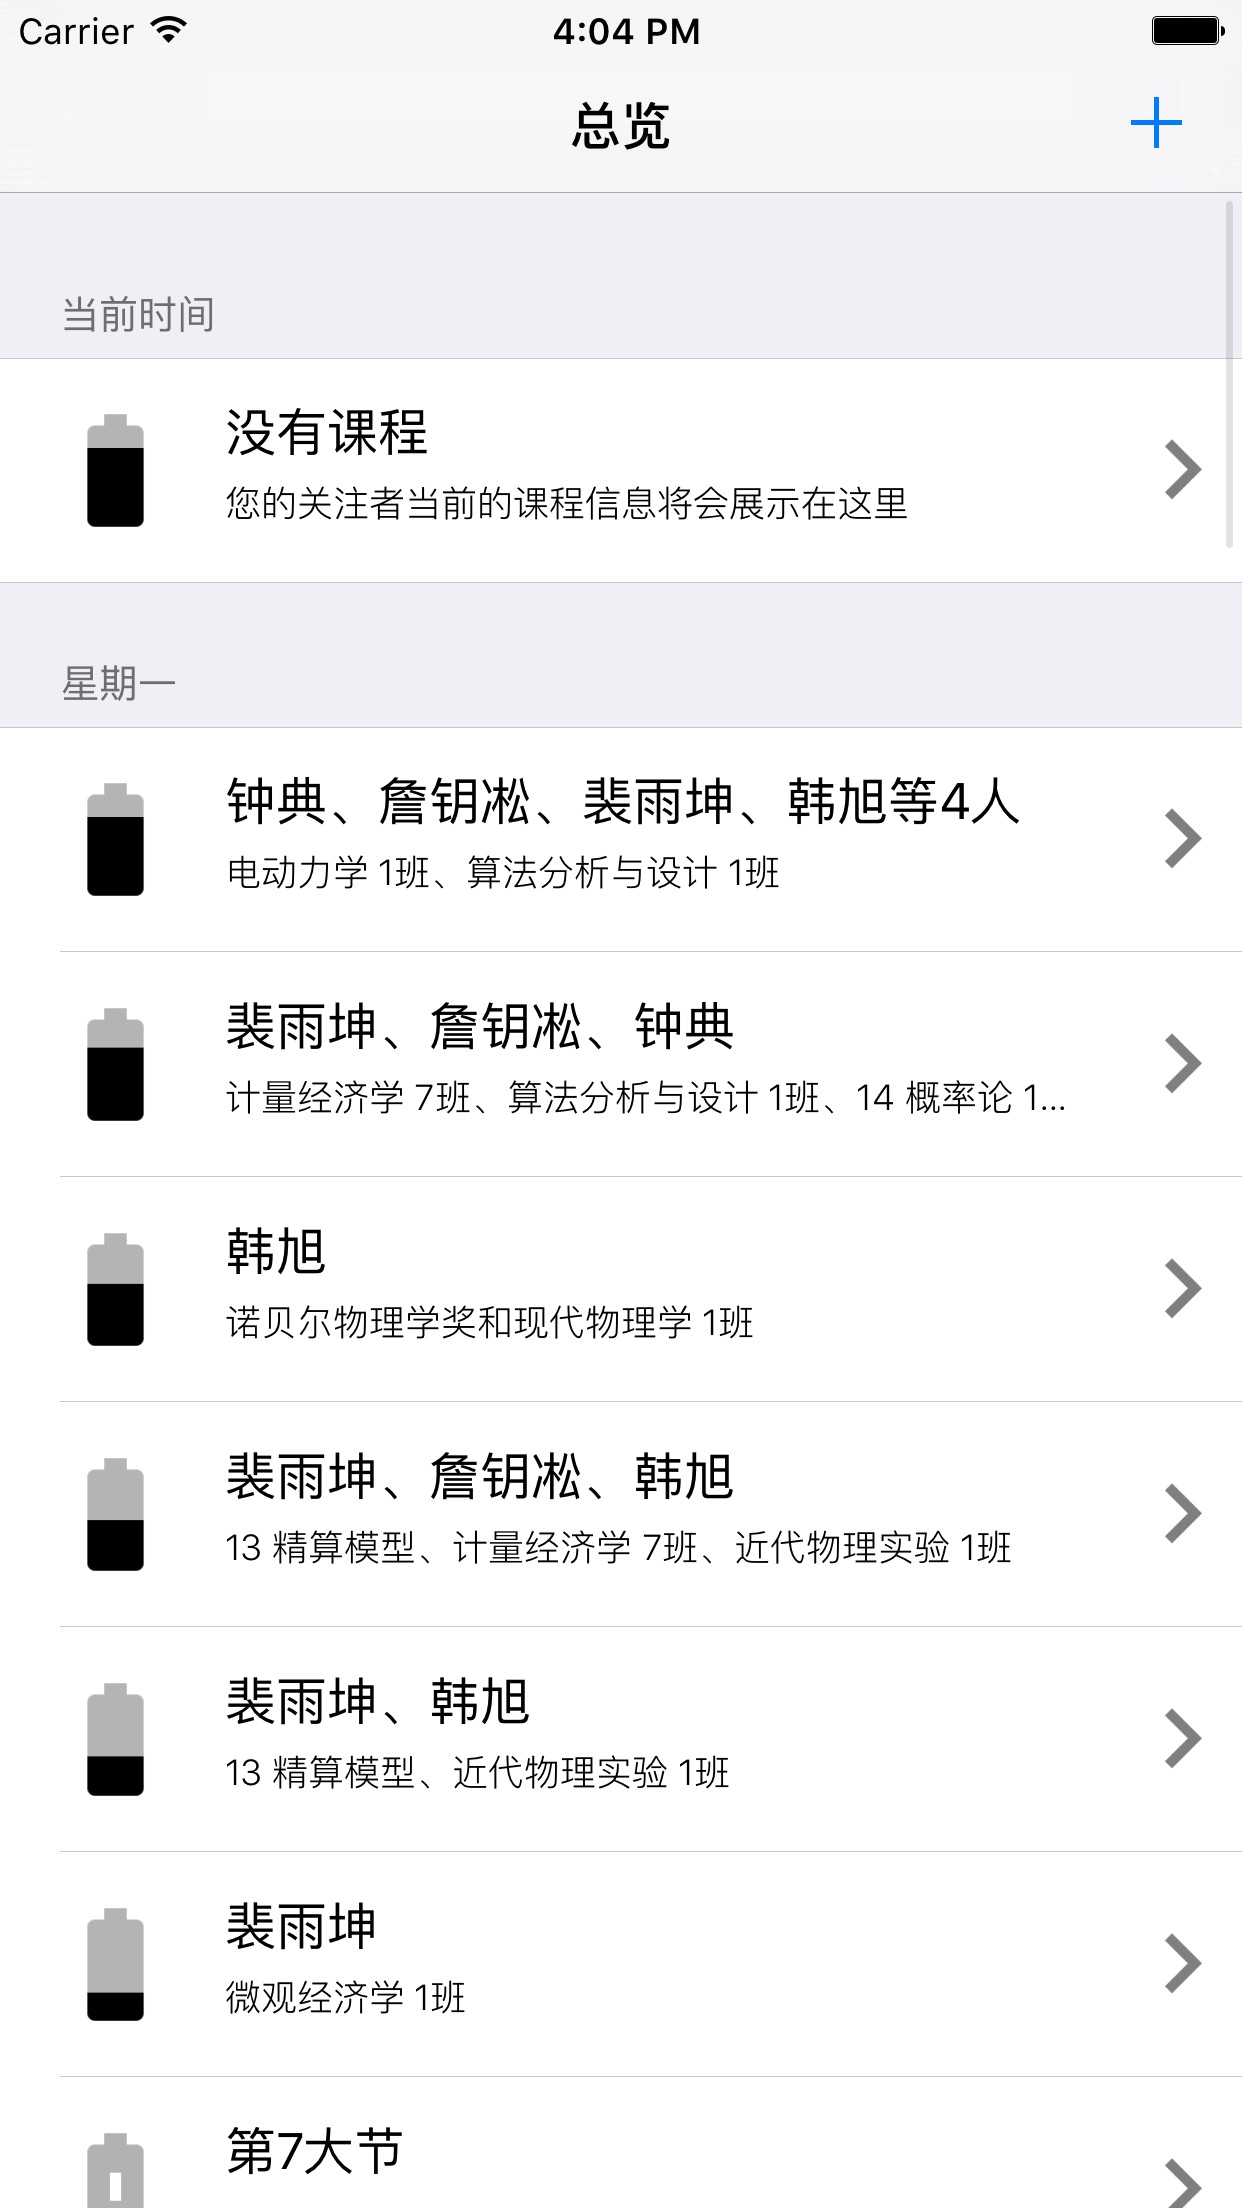 Carrier 4:04 PM
总览
当前时间
没有课程
您的关注者当前的课程信息将会展示在这里
星期一
钟典、詹钥凇、裴雨坤、韩旭等4人
电动力学 1班、算法分析与设计 1班
裴雨坤、詹钥凇、钟典
计量经济学 7班、算法分析与设计 1班、14 概率论 1...
韩旭
诺贝尔物理学奖和现代物理学 1班
裴雨坤、詹钥凇、韩旭
13 精算模型、计量经济学 7班、近代物理实验 1班
裴雨坤、韩旭
13 精算模型、近代物理实验 1班
裴雨坤
微观经济学 1班
第7大节